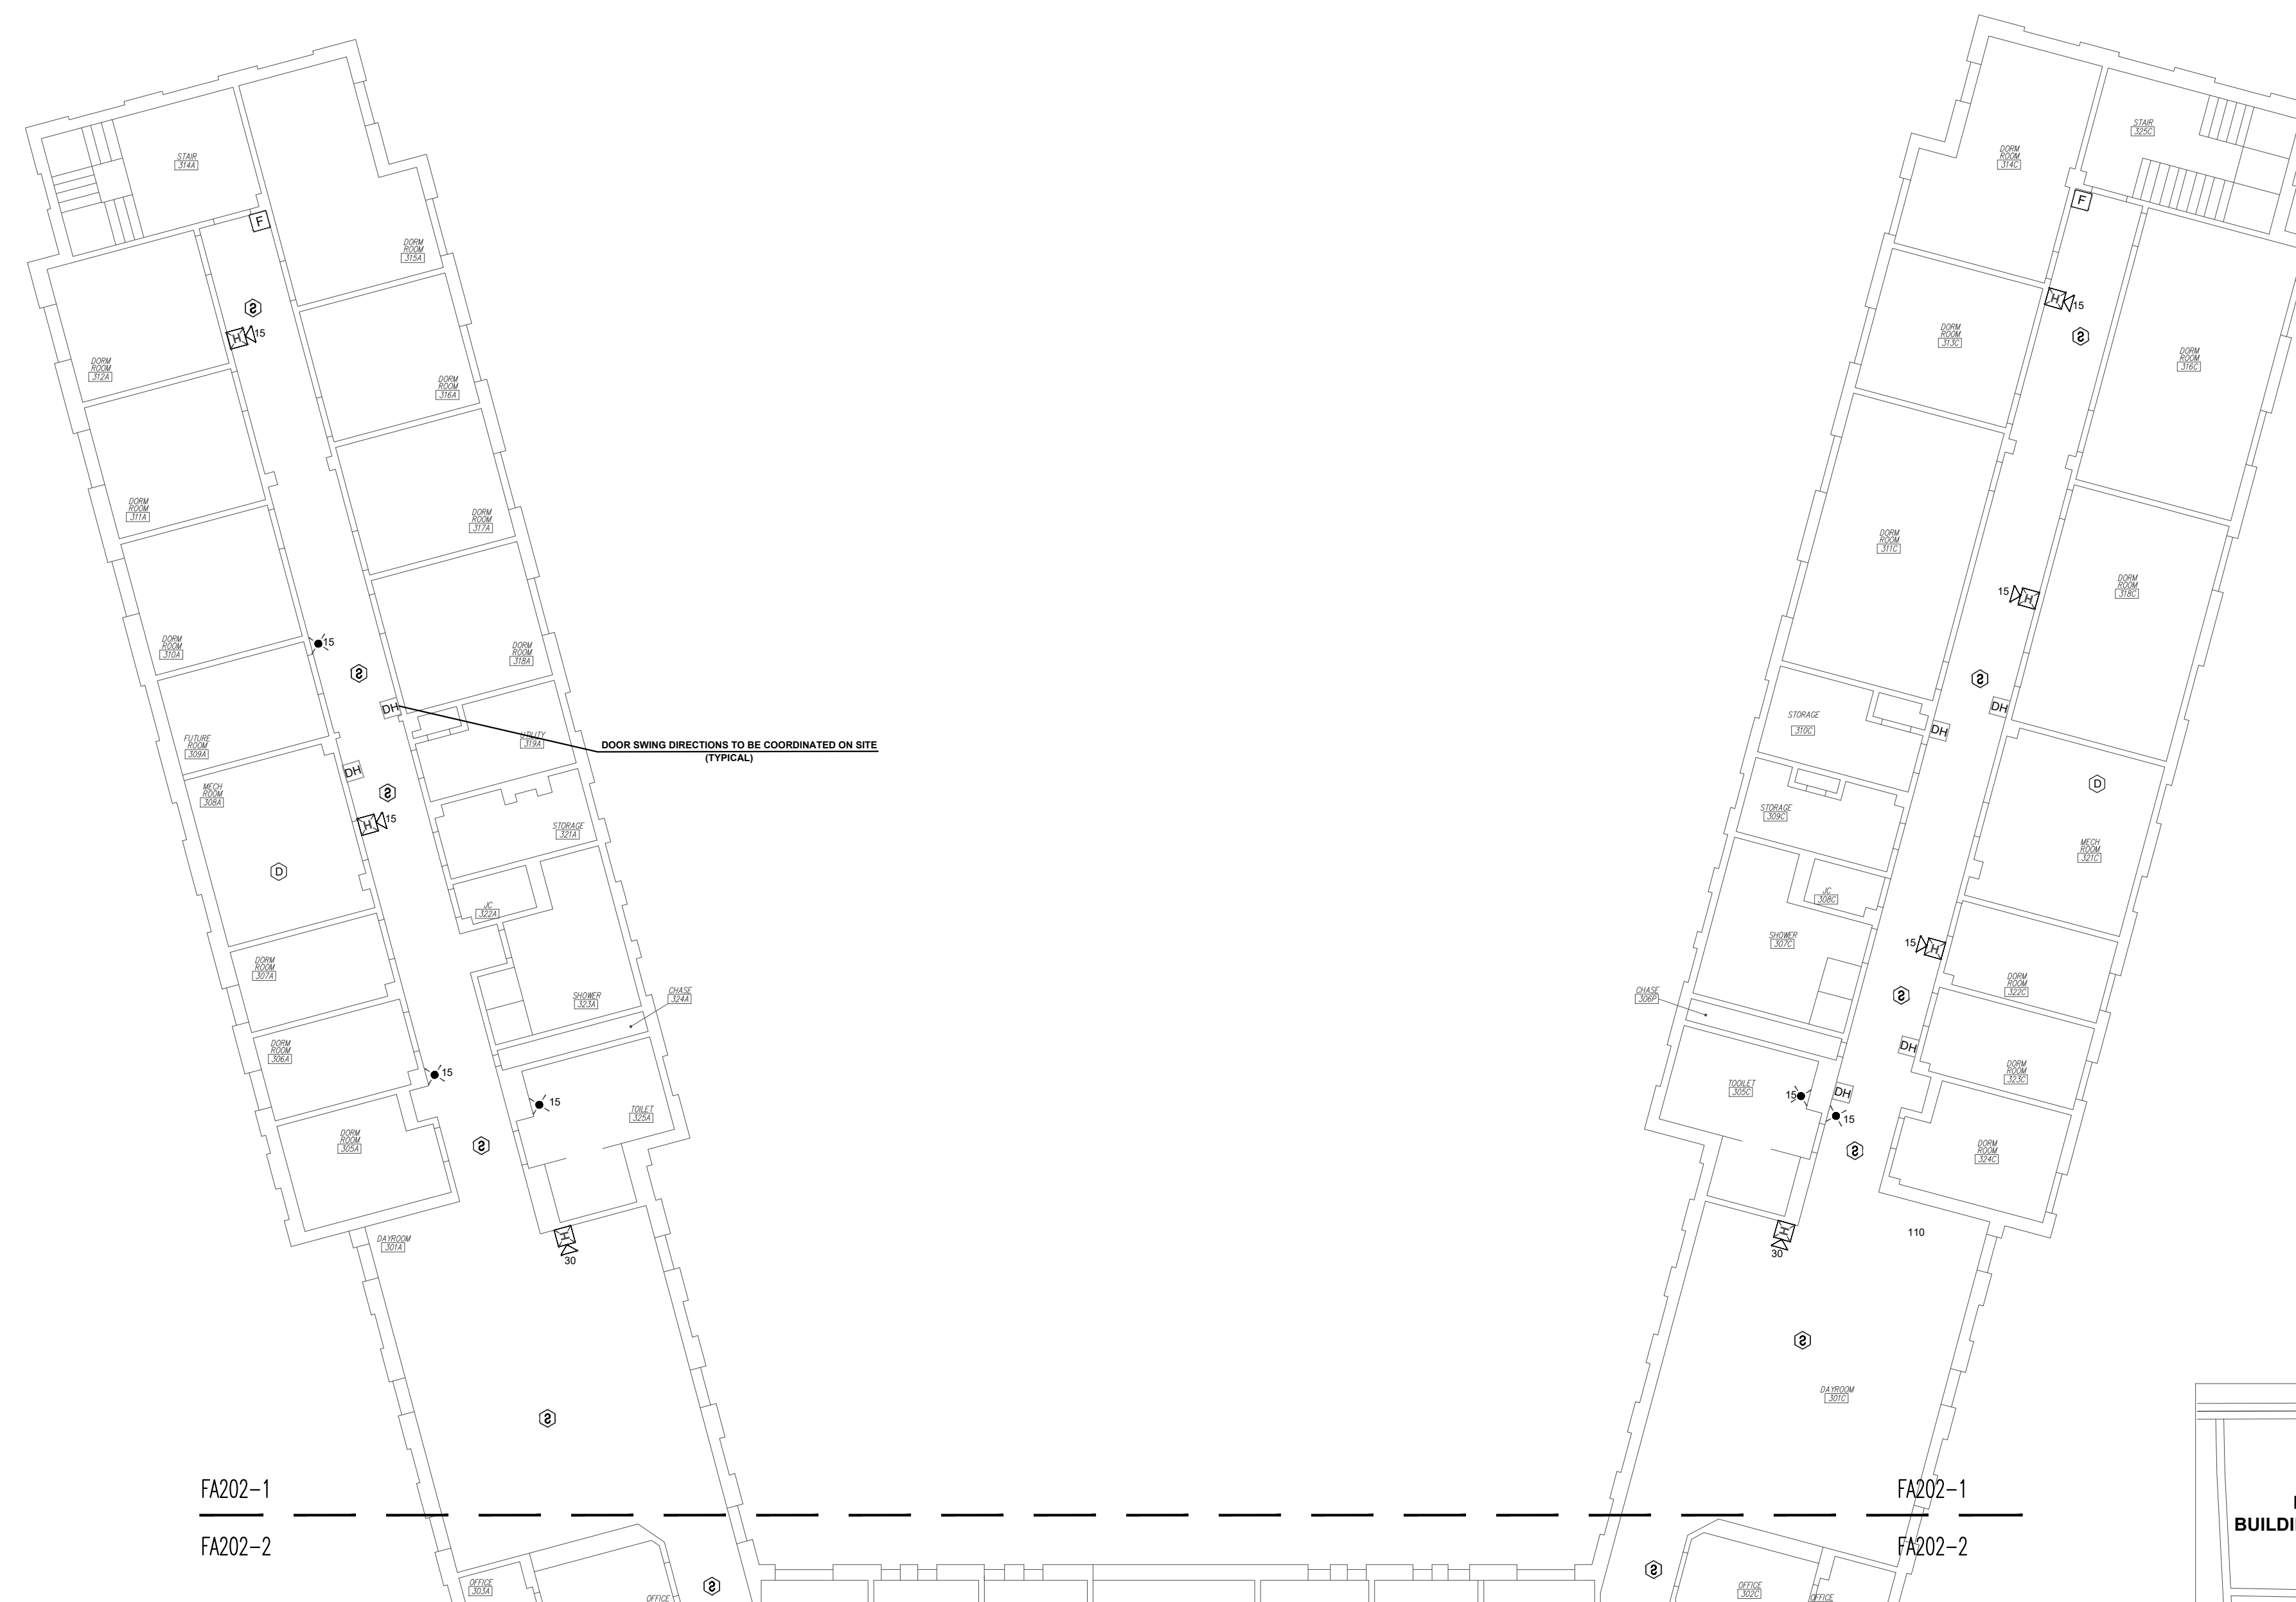 STAIR
314A
F
DORM
ROOM
315A
S
H
15
DORM
ROOM
312A
DORM
ROOM
316A
DORM
ROOM
311A
DORM
ROOM
317A
DORM
ROOM
310A
15
S
DORM
ROOM
318A
DH
FUTURE
ROOM
309A
UTILITY
319A
DOOR SWING DIRECTIONS TO BE COORDINATED ON SITE
(TYPICAL)
DH
S
MECH
ROOM
308A
H
15
STORAGE
321A
D
JC
322A
DORM
ROOM
307A
SHOWER
323A
CHASE
324A
DORM
ROOM
306A
15
15
TOILET
325A
DORM
ROOM
305A
S
DAYROOM
301A
H
30
S
STAIR
325C
DORM
ROOM
314C
F
H
15
S
DORM
ROOM
313C
DORM
ROOM
316C
DORM
ROOM
311C
15
H
DORM
ROOM
318C
S
DH
STORAGE
310C
DH
D
STORAGE
309C
MECH
ROOM
321C
JC
308C
SHOWER
307C
15
H
DORM
ROOM
322C
CHASE
306P
S
DH
DORM
ROOM
323C
TOOILET
305C
15
DH
15
S
DORM
ROOM
324C
H
30
110
S
DAYROOM
301C
FA202-1
FA202-1
FA202-2
FA202-2
OFFICE
303A
OFFICE
S
S
OFFICE
302C
OFFICE